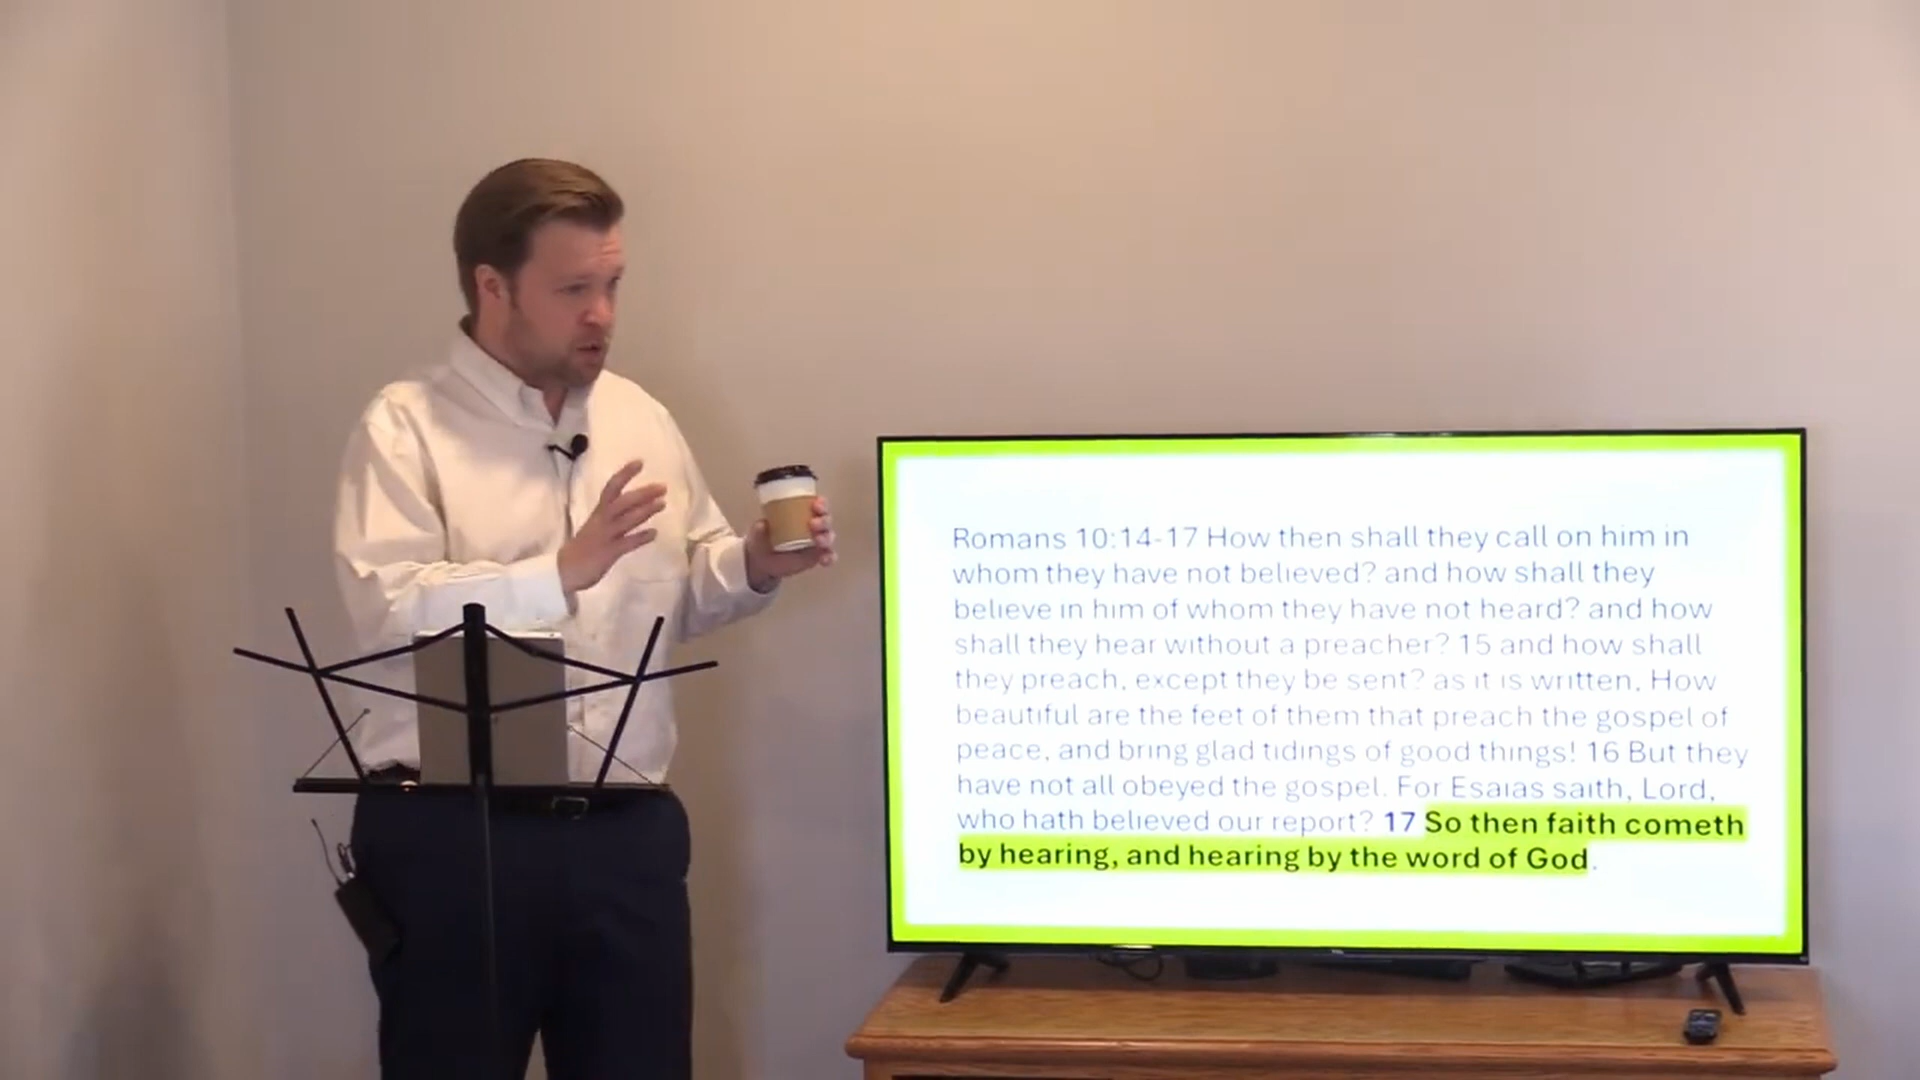 Romans 10:14-17 How then shall they call on him in
whom they have not believed? and how shall they
believe in him of whom they have not heard? and how
shall they hear without a preacher? 15 and how shall
they preach, except they be sent? as it is written, How
beautiful are the feet of them that preach the gospel of
peace, and bring glad tidings of good things! 16 But they
have not all obeyed the gospel. For Esaias saith, Lord,
who hath believed our report? 17 So then faith cometh
by hearing, and hearing by the word of God.